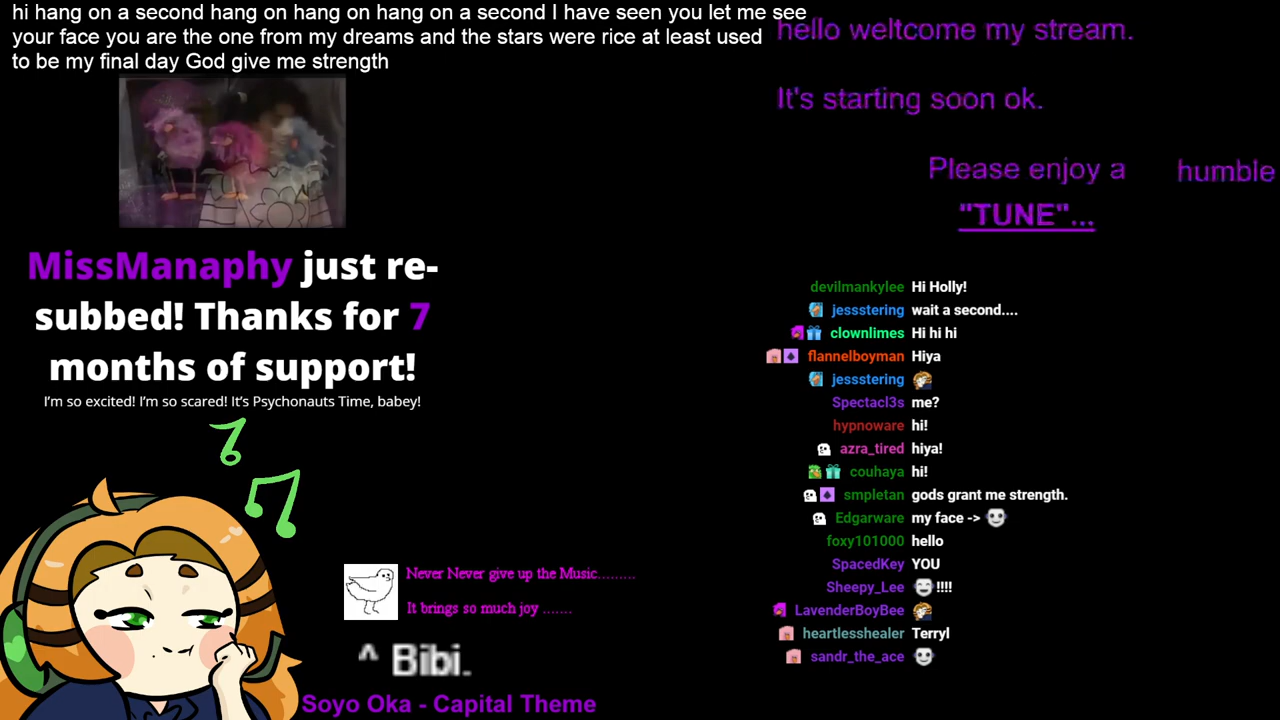 hi hang on a second hang on hang on hang on a second I have seen you let me see
your face you are the one from my dreams and the stars were rice at least used
to be my final day God give me strength
hello weltcome my stream.
It's starting soon ok.
Please enjoy a humble
"TUNE"...
MissManaphy just re-
subbed! Thanks for 7
months of support!
I'm so excited! I'm so scared! It's Psychonauts Time, babey!
devilmankylee Hi Holly!
jessstering wait a second....
clownlimes Hi hi hi
flannelboyman Hiya
jessstering
Spectacl3s me?
hypnoware hi!
azra_tired hiya!
couhaya hi!
smpletan gods grant me strength.
Edgarware my face ->
foxy101000 hello
SpacedKey YOU
Sheepy_Lee !!!!
LavenderBoyBee
heartlesshealer Terryl
sandr_the_ace
Never Never give up the Music.........
It brings so much joy .......
^ Bibi.
Soyo Oka - Capital Theme